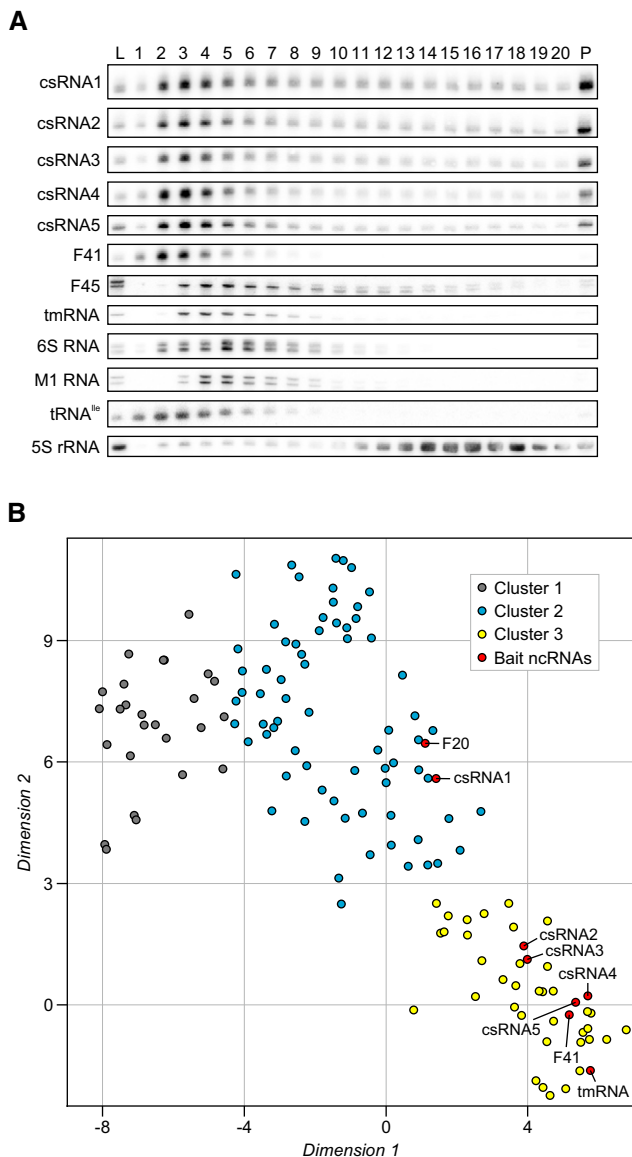 A
L 1 2 3 4 5 6 7 8 9 10 11 12 13 14 15 16 17 18 19 20 P
csRNA1
csRNA2
csRNA3
csRNA4
csRNA5
F41
F45
tmRNA
6S RNA
M1 RNA
tRNAIle
5S rRNA
B
Cluster 1
Cluster 2
Cluster 3
Bait ncRNAs
9
F20
6
csRNA1
3
csRNA2
csRNA3
csRNA4
0
csRNA5
F41
tmRNA
-8 -4 0 4
Dimension 2
Dimension 1